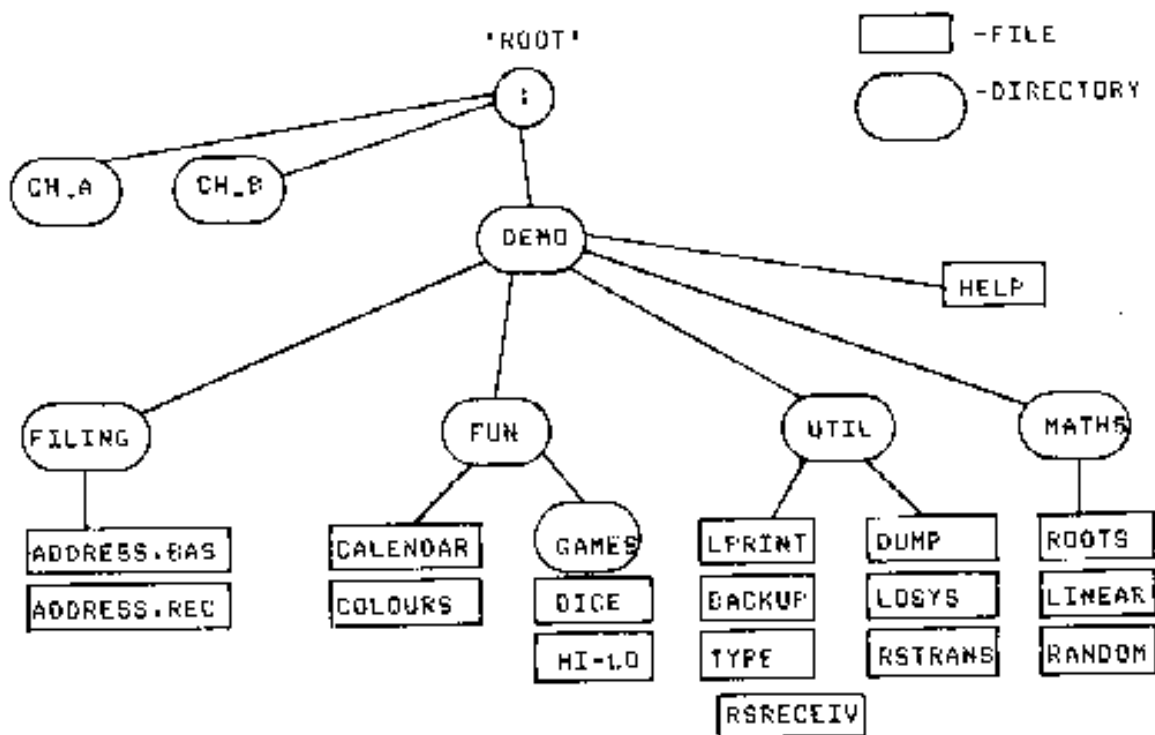 'ROOT'
-FILE
:
-DIRECTORY
CH_A
CH_B
DEMO
HELP
FILING
FUN
UTIL
MATHS
ADDRESS.BAS
CALENDAR
GAMES
LPRINT
DUMP
ROOTS
ADDRESS.REC
COLOURS
DICE
BACKUP
LOSYS
LINEAR
HI-LO
TYPE
RSTRANS
RANDOM
RSRECEIV